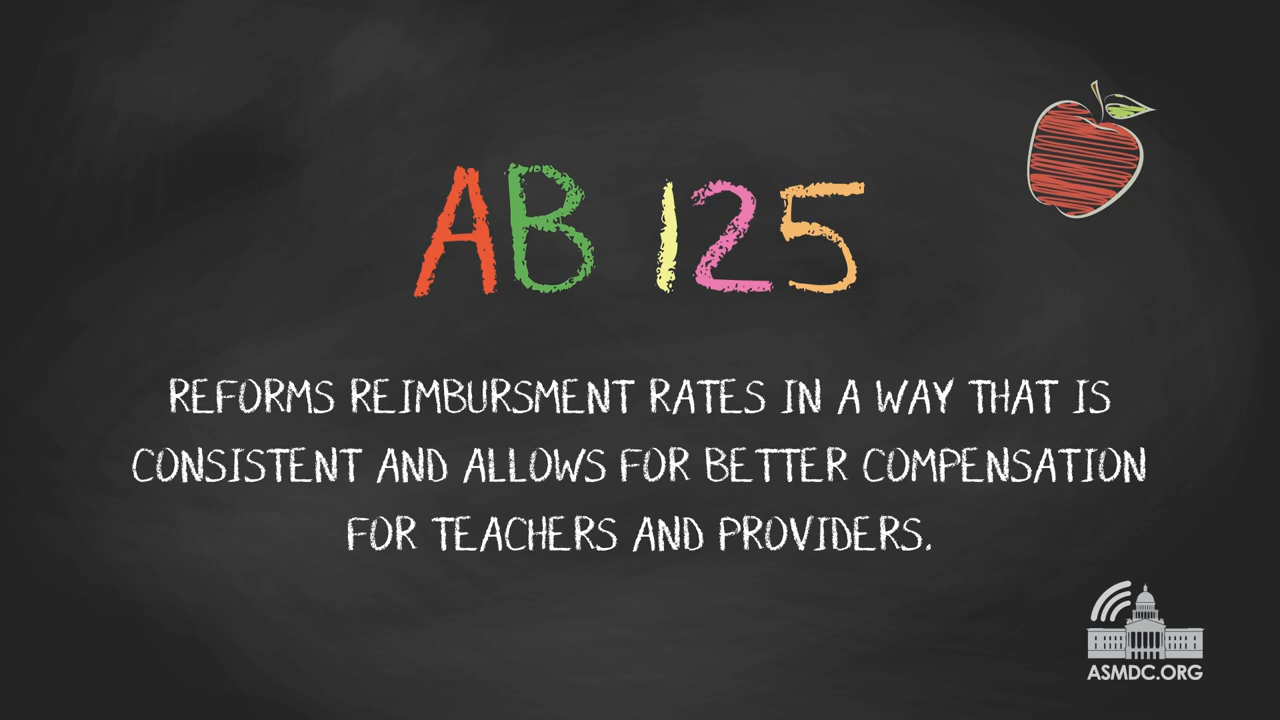 AB 125
REFORMS REIMBURSMENT RATES IN A WAY THAT IS
CONSISTENT AND ALLOWS FOR BETTER COMPENSATION
FOR TEACHERS AND PROVIDERS.
ASMDC.ORG